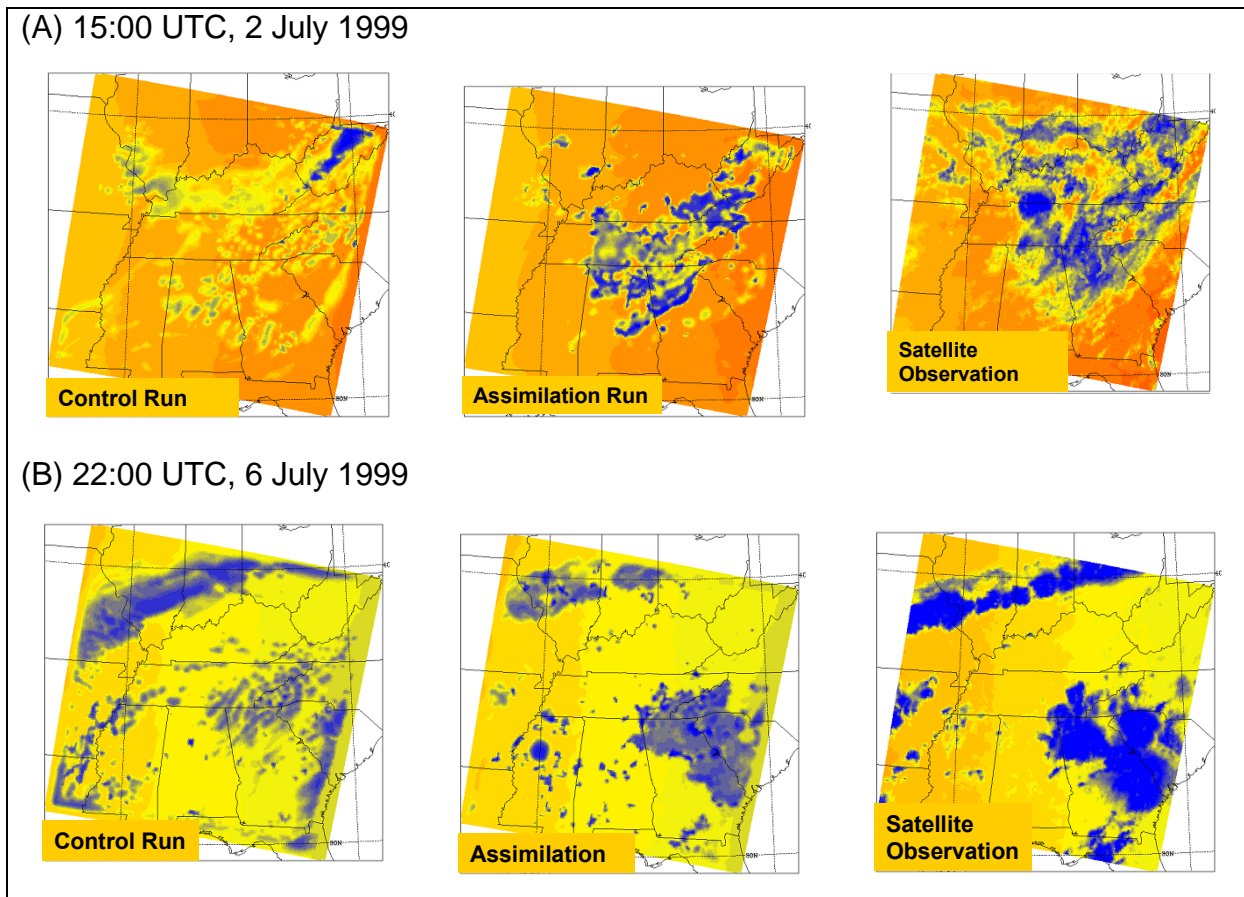 (A) 15:00 UTC, 2 July 1999
Control Run
Assimilation Run
Satellite
Observation
(B) 22:00 UTC, 6 July 1999
Control Run
Assimilation
Satellite
Observation